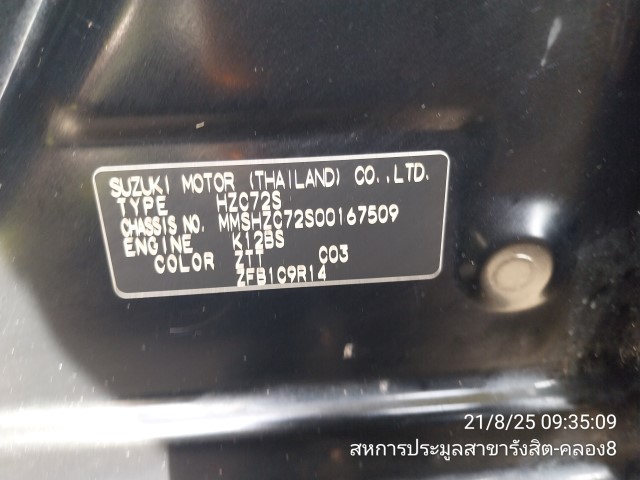 SUZUKI MOTOR (THAILAND) CO.,LTD.
TYPE HZC72S
CHASSIS NO. MMSHZC72S00167509
ENGINE K12BS
COLOR ZTT C03
ZFB1C9R14
21/8/25 09:35:09
สหการประมูลสาขารังสิต-คลอง8